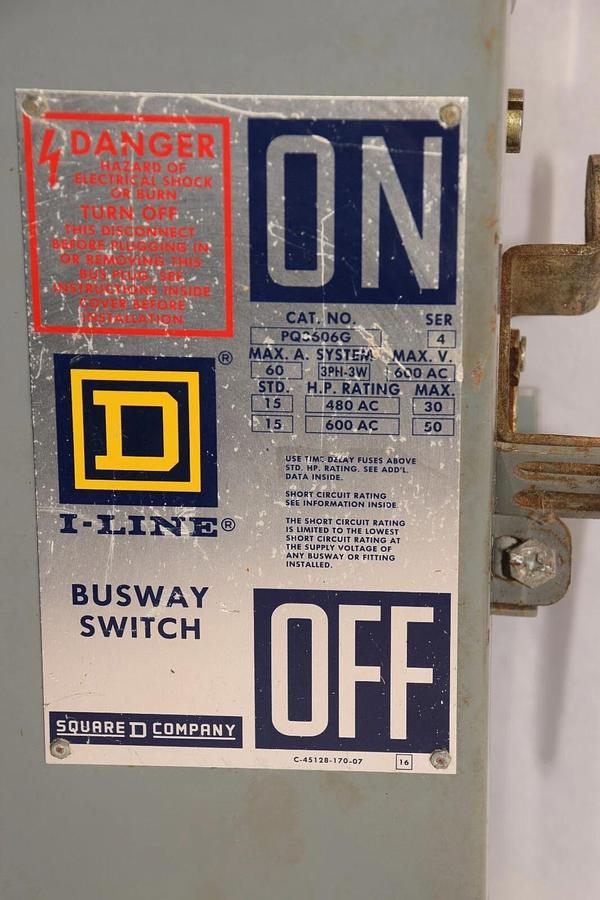 DANGER
HAZARD OF
ELECTRICAL SHOCK
OR BURN
TURN OFF
THIS DISCONNECT
BEFORE PLUGGING IN
OR REMOVING THIS
BUS PLUG. SEE
INSTRUCTIONS INSIDE
COVER BEFORE
INSTALLATION
ON
CAT. NO. SER
PQ3606G 4
MAX. A. SYSTEM MAX. V.
60 3PH-3W 600 AC
STD. H.P. RATING MAX.
15 480 AC 30
15 600 AC 50
D ®
I-LINE®
USE TIME DELAY FUSES ABOVE
STD. HP. RATING. SEE ADD'L.
DATA INSIDE.
SHORT CIRCUIT RATING
SEE INFORMATION INSIDE
THE SHORT CIRCUIT RATING
IS LIMITED TO THE LOWEST
SHORT CIRCUIT RATING AT
THE SUPPLY VOLTAGE OF
ANY BUSWAY OR FITTING
INSTALLED.
BUSWAY
SWITCH
OFF
SQUARE D COMPANY
C-45128-170-07 16